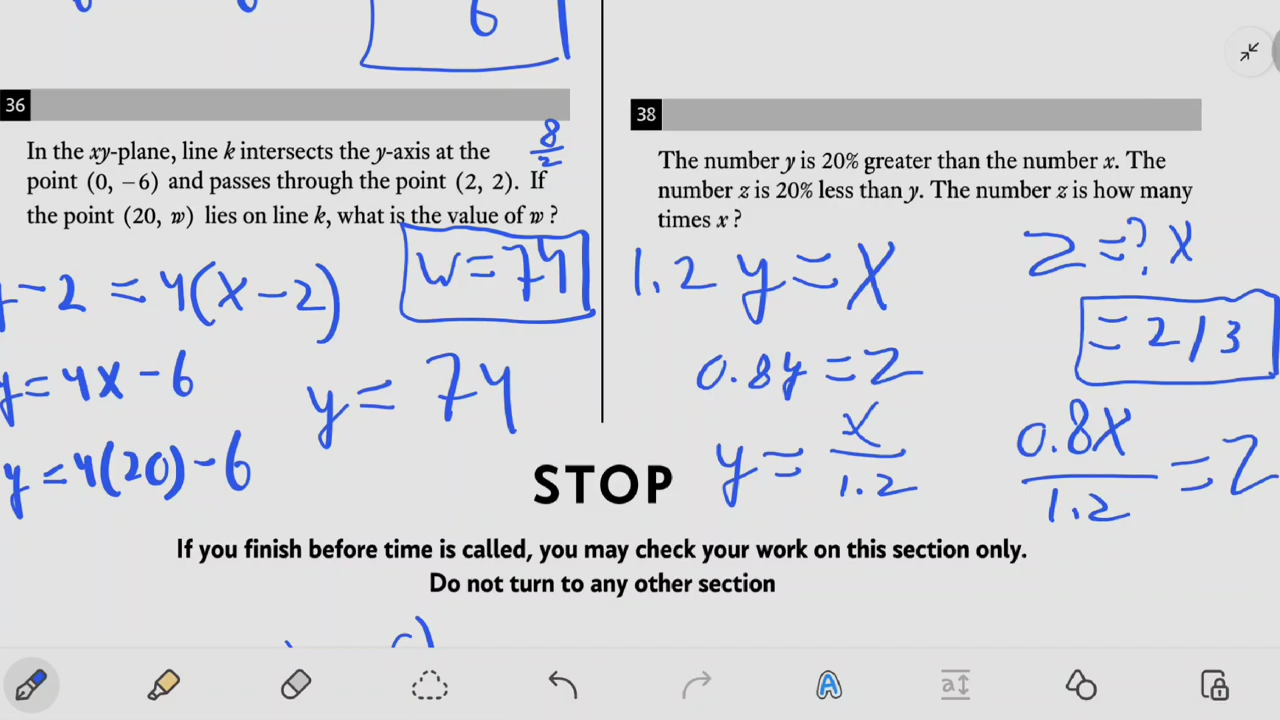 6
36
In the xy-plane, line k intersects the y-axis at the
point (0, −6) and passes through the point (2, 2). If
the point (20, w) lies on line k, what is the value of w ?
8/2
w = 74
y − 2 = 4(x − 2)
y = 4x − 6
y = 74
y = 4(20) − 6
38
The number y is 20% greater than the number x. The
number z is 20% less than y. The number z is how many
times x ?
1.2 y = x
z = ? x
= 2/3
0.8y = z
y = x/1.2
0.8x/1.2 = z
STOP
If you finish before time is called, you may check your work on this section only.
Do not turn to any other section